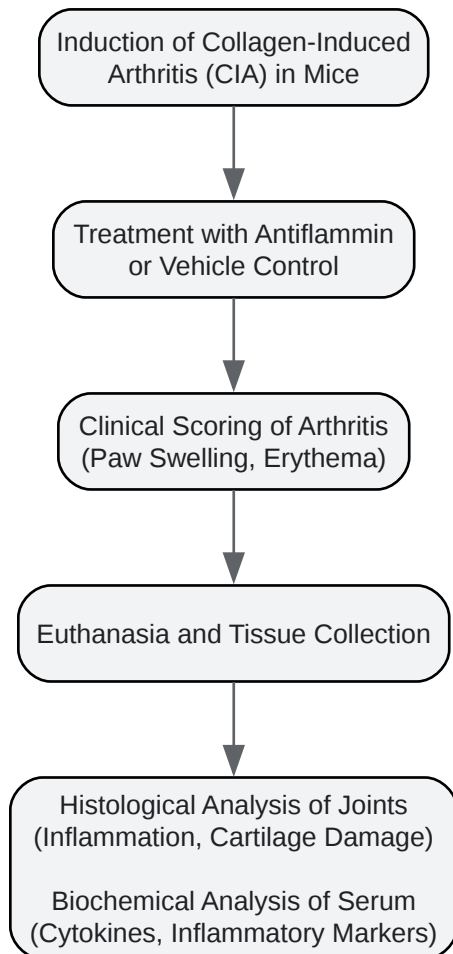 Induction of Collagen-Induced
Arthritis (CIA) in Mice
Treatment with Antiflammin
or Vehicle Control
Clinical Scoring of Arthritis
(Paw Swelling, Erythema)
Euthanasia and Tissue Collection
Histological Analysis of Joints
(Inflammation, Cartilage Damage)
Biochemical Analysis of Serum
(Cytokines, Inflammatory Markers)